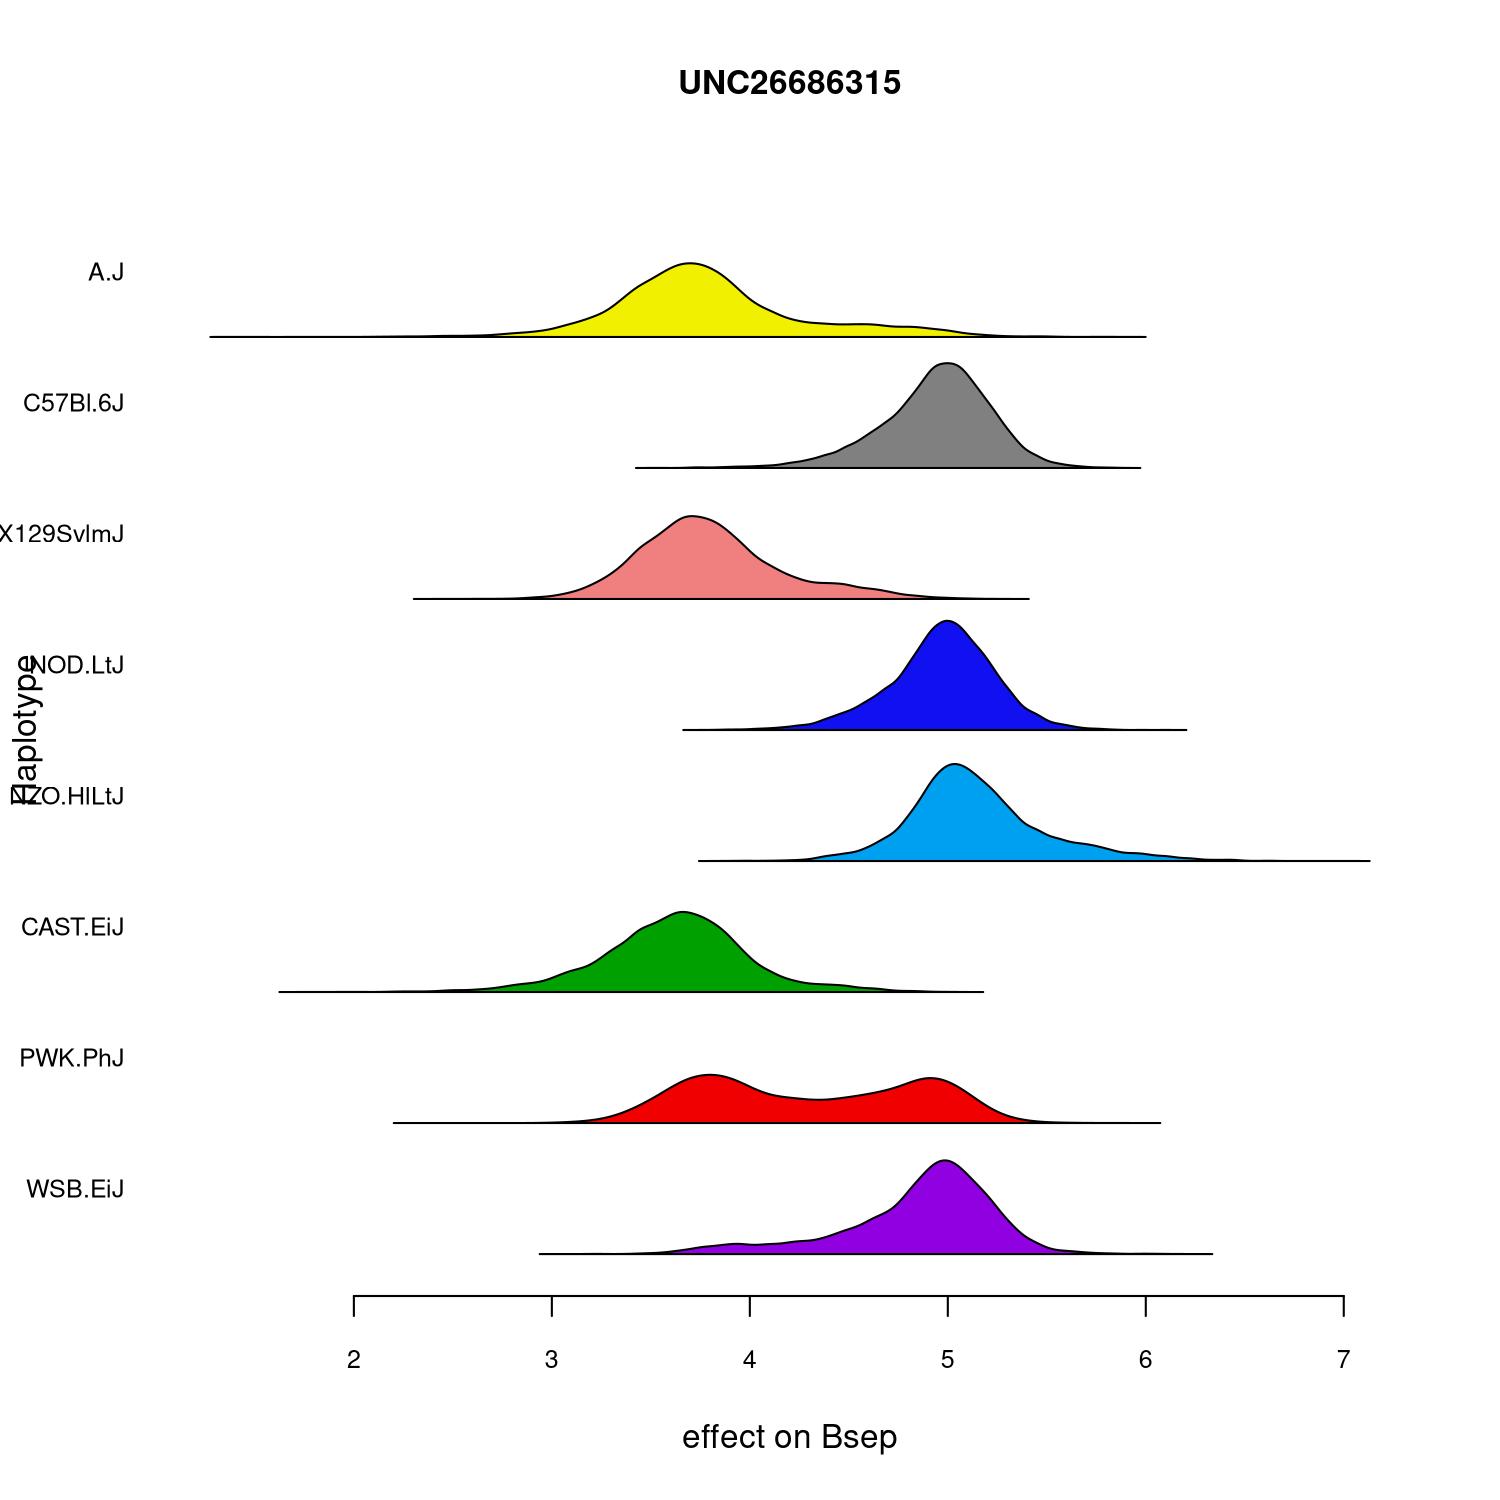 UNC26686315
A.J
C57Bl.6J
X129SvImJ
NOD.LtJ
Haplotype
NZO.HILtJ
CAST.EiJ
PWK.PhJ
WSB.EiJ
2 3 4 5 6 7
effect on Bsep